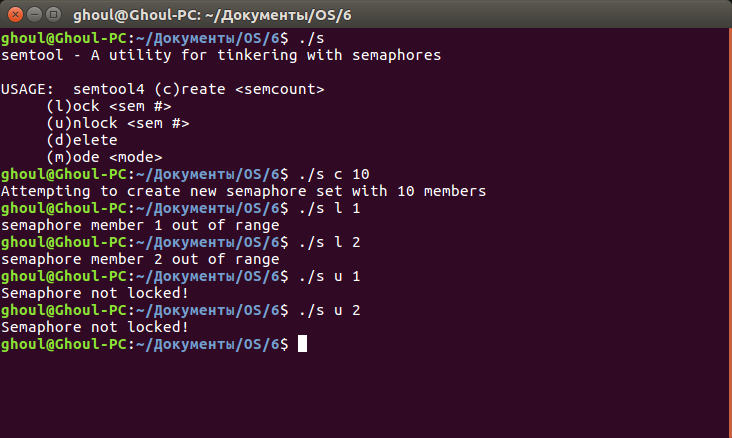 ghoul@Ghoul-PC: ~/Документы/OS/6
ghoul@Ghoul-PC:~/Документы/OS/6$ ./s
semtool - A utility for tinkering with semaphores
USAGE:  semtool4 (c)reate <semcount>
     (l)ock <sem #>
     (u)nlock <sem #>
     (d)elete
     (m)ode <mode>
ghoul@Ghoul-PC:~/Документы/OS/6$ ./s c 10
Attempting to create new semaphore set with 10 members
ghoul@Ghoul-PC:~/Документы/OS/6$ ./s l 1
semaphore member 1 out of range
ghoul@Ghoul-PC:~/Документы/OS/6$ ./s l 2
semaphore member 2 out of range
ghoul@Ghoul-PC:~/Документы/OS/6$ ./s u 1
Semaphore not locked!
ghoul@Ghoul-PC:~/Документы/OS/6$ ./s u 2
Semaphore not locked!
ghoul@Ghoul-PC:~/Документы/OS/6$